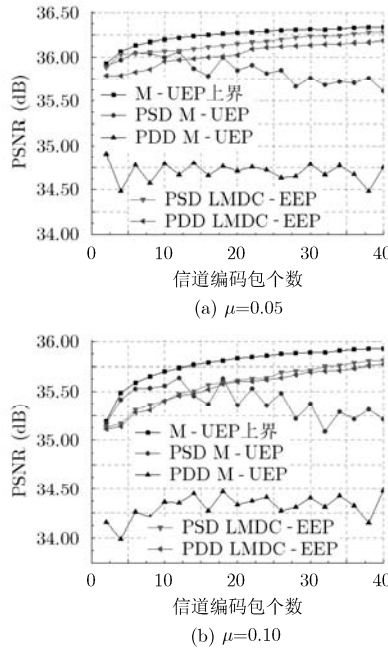 36.50
36.00
35.50
35.00
34.50
34.00
PSNR (dB)
M-UEP上界
PSD M-UEP
PDD M-UEP
PSD LMDC-EEP
PDD LMDC-EEP
0 10 20 30 40
信道编码包个数
(a) μ=0.05
36.00
35.50
35.00
34.50
34.00
PSNR (dB)
M-UEP上界
PSD M-UEP
PDD M-UEP
PSD LMDC-EEP
PDD LMDC-EEP
0 10 20 30 40
信道编码包个数
(b) μ=0.10